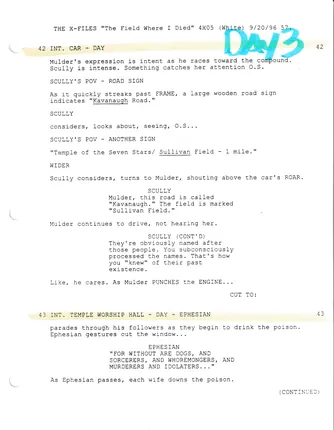 THE X-FILES "The Field Where I Died" 4X05 (White) 9/20/96 57.
DAY 3
42 INT. CAR - DAY 42
Mulder's expression is intent as he races toward the compound.
Scully is intense. Something catches her attention O.S.
SCULLY'S POV - ROAD SIGN
As it quickly streaks past FRAME, a large wooden road sign
indicates "Kavanaugh Road."
SCULLY
considers, looks about, seeing, O.S...
SCULLY'S POV - ANOTHER SIGN
"Temple of the Seven Stars/ Sullivan Field - 1 mile."
WIDER
Scully considers, turns to Mulder, shouting above the car's ROAR.
SCULLY
Mulder, this road is called
"Kavanaugh." The field is marked
"Sullivan Field."
Mulder continues to drive, not hearing her.
SCULLY (CONT'D)
They're obviously named after
those people. You subconsciously
processed the names. That's how
you "knew" of their past
existence.
Like, he cares. As Mulder PUNCHES the ENGINE...
CUT TO:
43 INT. TEMPLE WORSHIP HALL - DAY - EPHESIAN 43
parades through his followers as they begin to drink the poison.
Ephesian gestures out the window...
EPHESIAN
"FOR WITHOUT ARE DOGS, AND
SORCERERS, AND WHOREMONGERS, AND
MURDERERS AND IDOLATERS..."
As Ephesian passes, each wife downs the poison.
(CONTINUED)